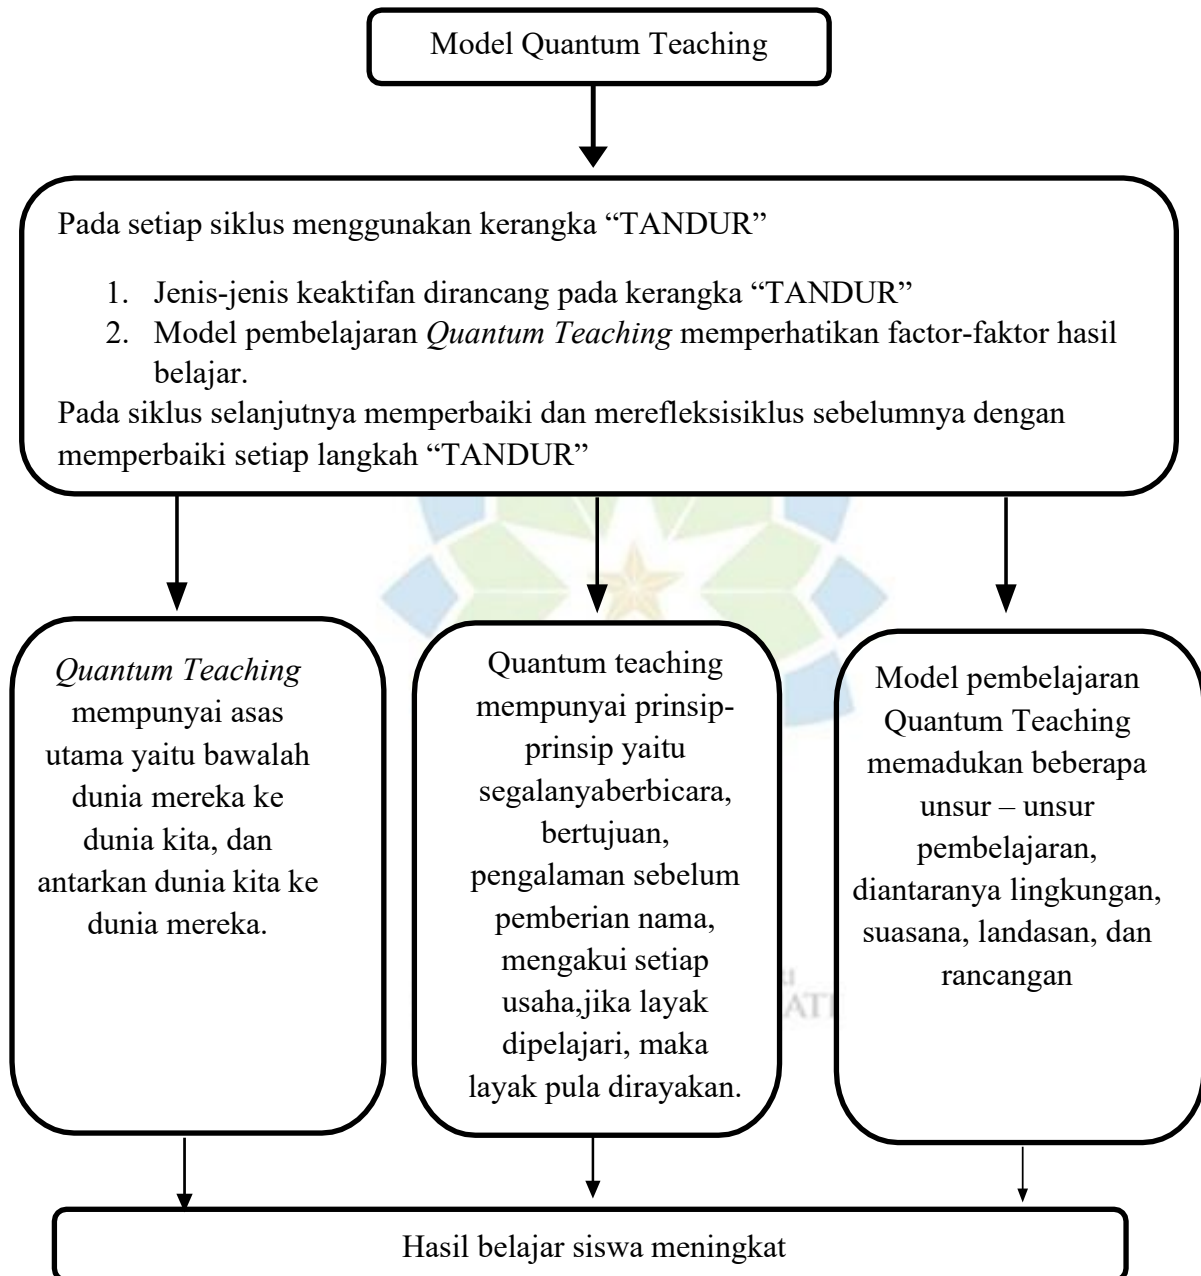 Model Quantum Teaching
Pada setiap siklus menggunakan kerangka “TANDUR”
1. Jenis-jenis keaktifan dirancang pada kerangka “TANDUR”
2. Model pembelajaran Quantum Teaching memperhatikan factor-faktor hasil
belajar.
Pada siklus selanjutnya memperbaiki dan merefleksisiklus sebelumnya dengan
memperbaiki setiap langkah “TANDUR”
Quantum Teaching
mempunyai asas
utama yaitu bawalah
dunia mereka ke
dunia kita, dan
antarkan dunia kita ke
dunia mereka.
Quantum teaching
mempunyai prinsip-
prinsip yaitu
segalanyaberbicara,
bertujuan,
pengalaman sebelum
pemberian nama,
mengakui setiap
usaha,jika layak
dipelajari, maka
layak pula dirayakan.
Model pembelajaran
Quantum Teaching
memadukan beberapa
unsur – unsur
pembelajaran,
diantaranya lingkungan,
suasana, landasan, dan
rancangan
Hasil belajar siswa meningkat